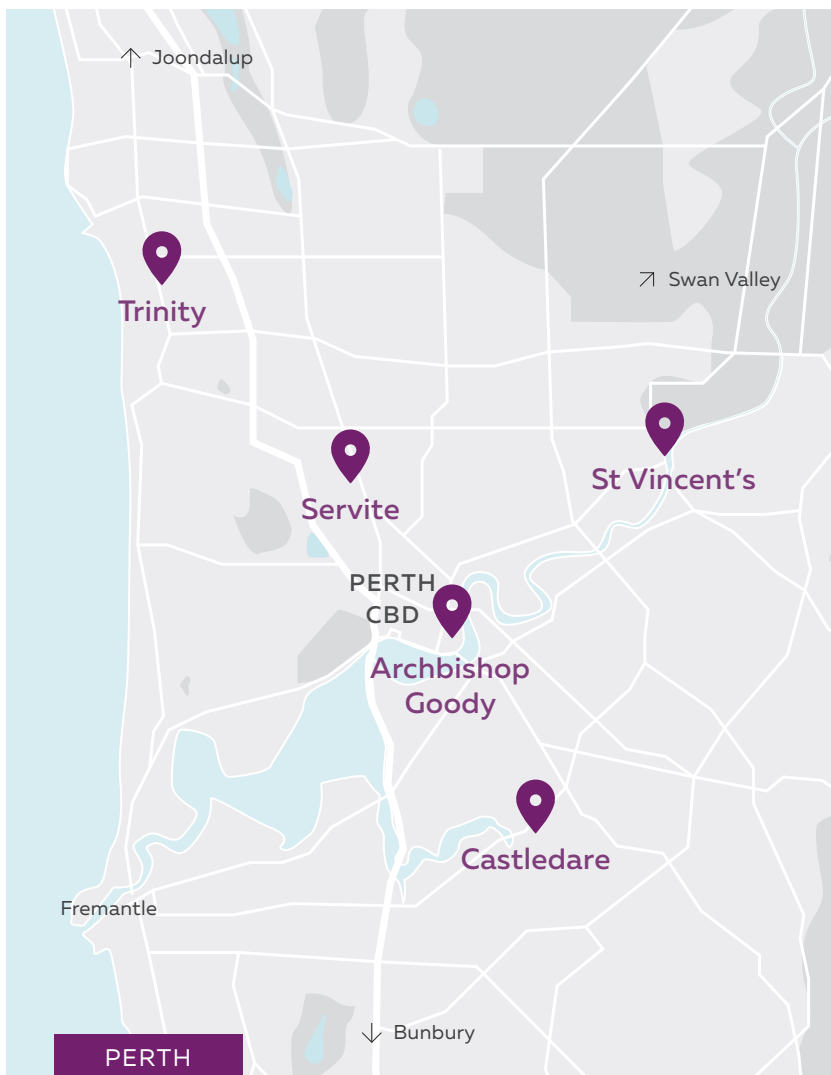 Joondalup
Swan Valley
Trinity
St Vincent's
Servite
PERTH
CBD
Archbishop
Goody
Castledare
Fremantle
Bunbury
PERTH